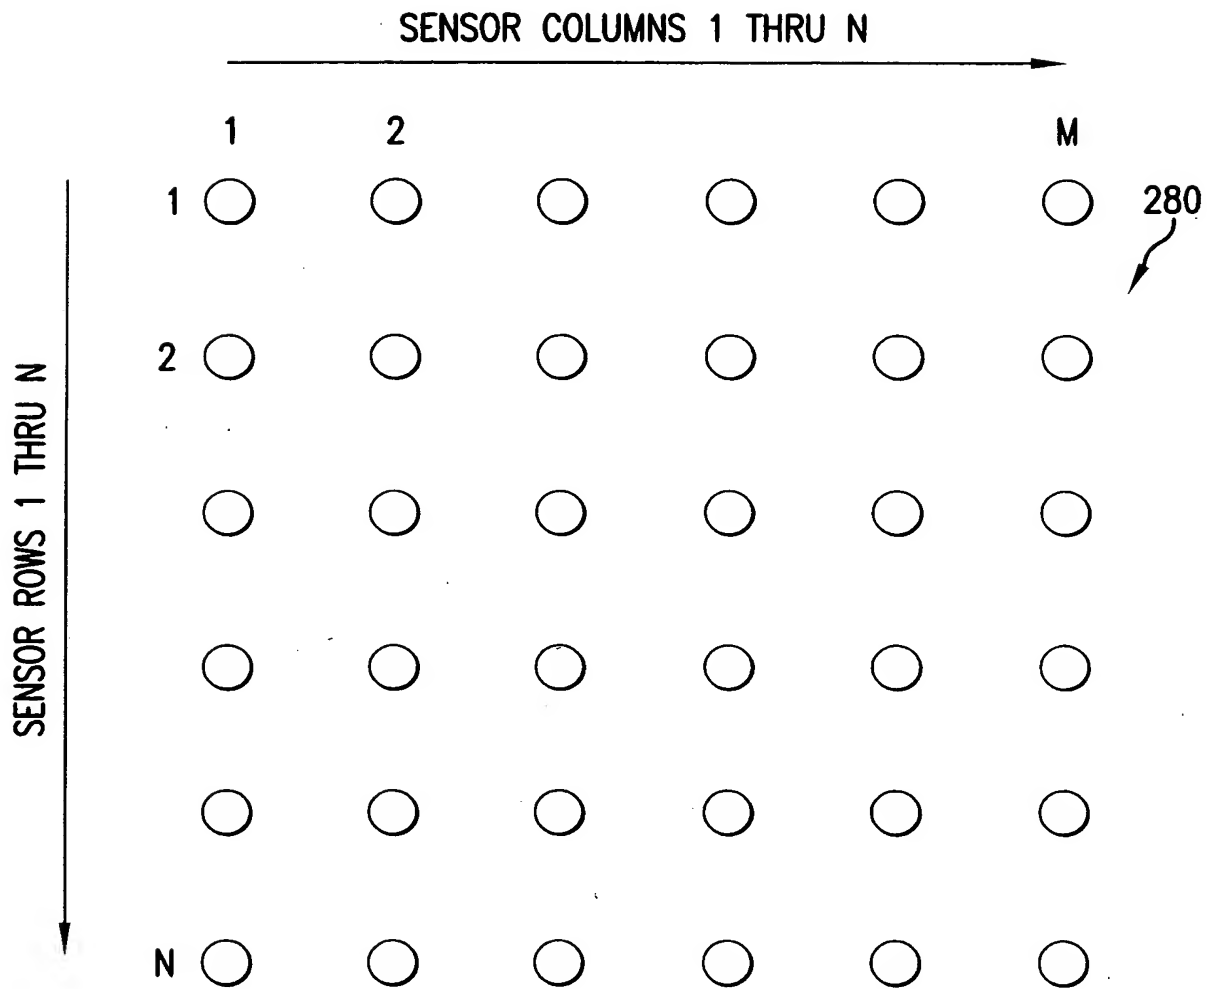 SENSOR COLUMNS 1 THRU N
1 2 M
1
280
2
SENSOR ROWS 1 THRU N
N